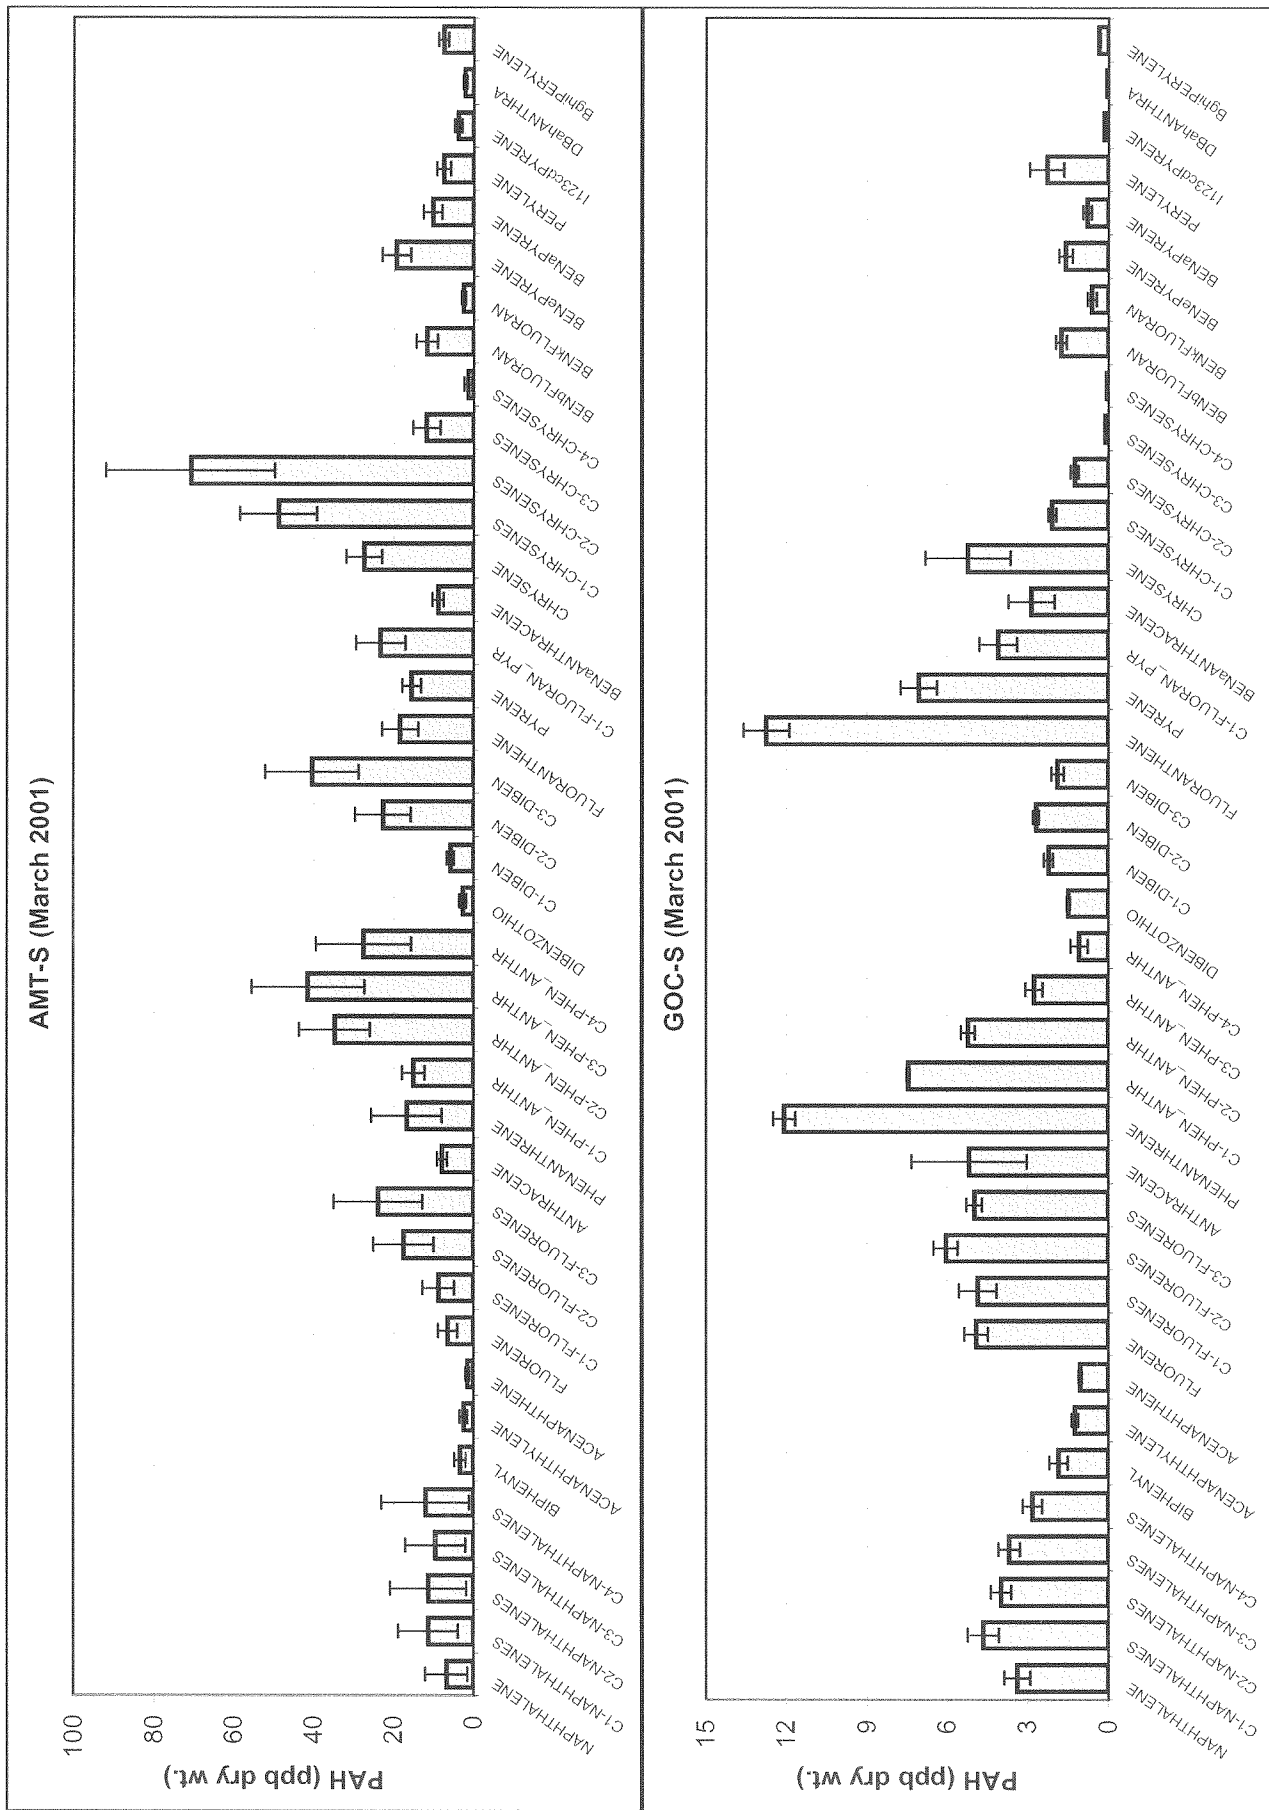 AMT-S (March 2001)
PAH (ppb dry wt.)
100
80
60
40
20
0
NAPHTHALENE
C1-NAPHTHALENES
C2-NAPHTHALENES
C3-NAPHTHALENES
C4-NAPHTHALENES
BIPHENYL
ACENAPHTHYLENE
ACENAPHTHENE
FLUORENE
C1-FLUORENES
C2-FLUORENES
C3-FLUORENES
ANTHRACENE
PHENANTHRENE
C1-PHEN_ANTHR
C2-PHEN_ANTHR
C3-PHEN_ANTHR
C4-PHEN_ANTHR
DIBENZOTHIO
C1-DIBEN
C2-DIBEN
C3-DIBEN
FLUORANTHENE
PYRENE
C1-FLUORAN_PYR
BENaANTHRACENE
CHRYSENE
C1-CHRYSENES
C2-CHRYSENES
C3-CHRYSENES
C4-CHRYSENES
BENbFLUORAN
BENkFLUORAN
BENePYRENE
BENaPYRENE
PERYLENE
I123cdPYRENE
DBahANTHRA
BghiPERYLENE
GOC-S (March 2001)
PAH (ppb dry wt.)
15
12
9
6
3
0
NAPHTHALENE
C1-NAPHTHALENES
C2-NAPHTHALENES
C3-NAPHTHALENES
C4-NAPHTHALENES
BIPHENYL
ACENAPHTHYLENE
ACENAPHTHENE
FLUORENE
C1-FLUORENES
C2-FLUORENES
C3-FLUORENES
ANTHRACENE
PHENANTHRENE
C1-PHEN_ANTHR
C2-PHEN_ANTHR
C3-PHEN_ANTHR
C4-PHEN_ANTHR
DIBENZOTHIO
C1-DIBEN
C2-DIBEN
C3-DIBEN
FLUORANTHENE
PYRENE
C1-FLUORAN_PYR
BENaANTHRACENE
CHRYSENE
C1-CHRYSENES
C2-CHRYSENES
C3-CHRYSENES
C4-CHRYSENES
BENbFLUORAN
BENkFLUORAN
BENePYRENE
BENaPYRENE
PERYLENE
I123cdPYRENE
DBahANTHRA
BghiPERYLENE